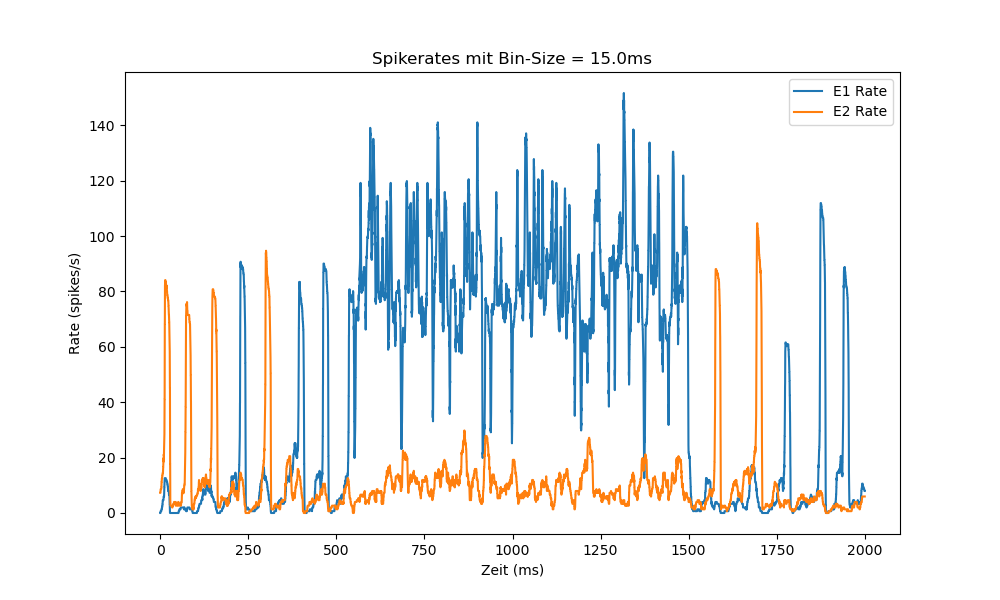 Spikerates mit Bin-Size = 15.0ms
E1 Rate
E2 Rate
Rate (spikes/s)
140
120
100
80
60
40
20
0
0 250 500 750 1000 1250 1500 1750 2000
Zeit (ms)